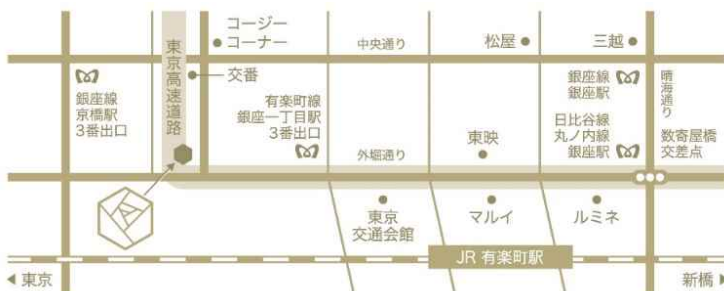 コージー
コーナー
中央通り
松屋
三越
東京高速道路
交番
銀座線
京橋駅
3番出口
有楽町線
銀座一丁目駅
3番出口
銀座線
銀座駅
晴海通り
日比谷線
丸ノ内線
銀座駅
数寄屋橋
交差点
東映
外堀通り
東京
交通会館
マルイ
ルミネ
JR 有楽町駅
東京
新橋